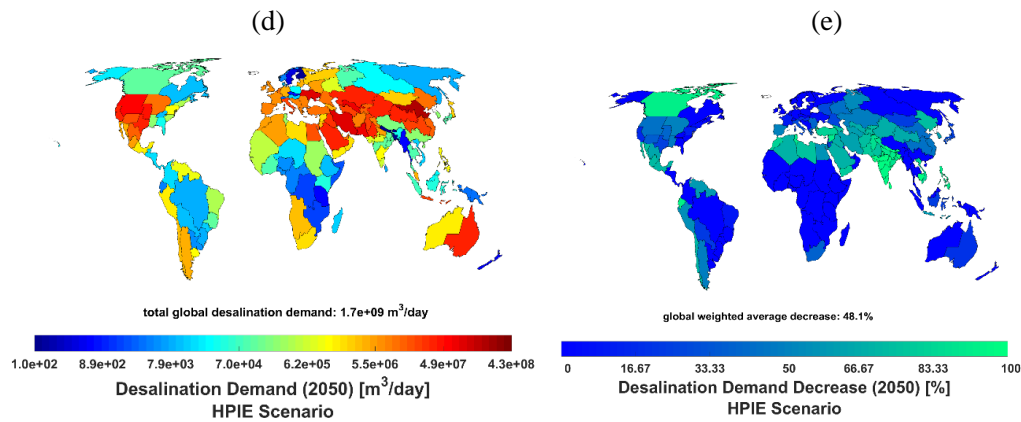 (d)
total global desalination demand: 1.7e+09 m³/day
1.0e+02 8.9e+02 7.9e+03 7.0e+04 6.2e+05 5.5e+06 4.9e+07 4.3e+08
Desalination Demand (2050) [m³/day]
HPIE Scenario
(e)
global weighted average decrease: 48.1%
0 16.67 33.33 50 66.67 83.33 100
Desalination Demand Decrease (2050) [%]
HPIE Scenario